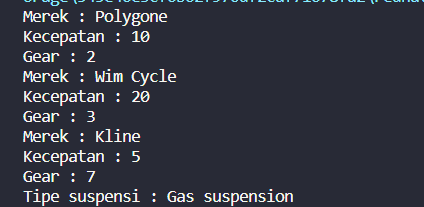 Merek : Polygone
Kecepatan : 10
Gear : 2
Merek : Wim Cycle
Kecepatan : 20
Gear : 3
Merek : Kline
Kecepatan : 5
Gear : 7
Tipe suspensi : Gas suspension